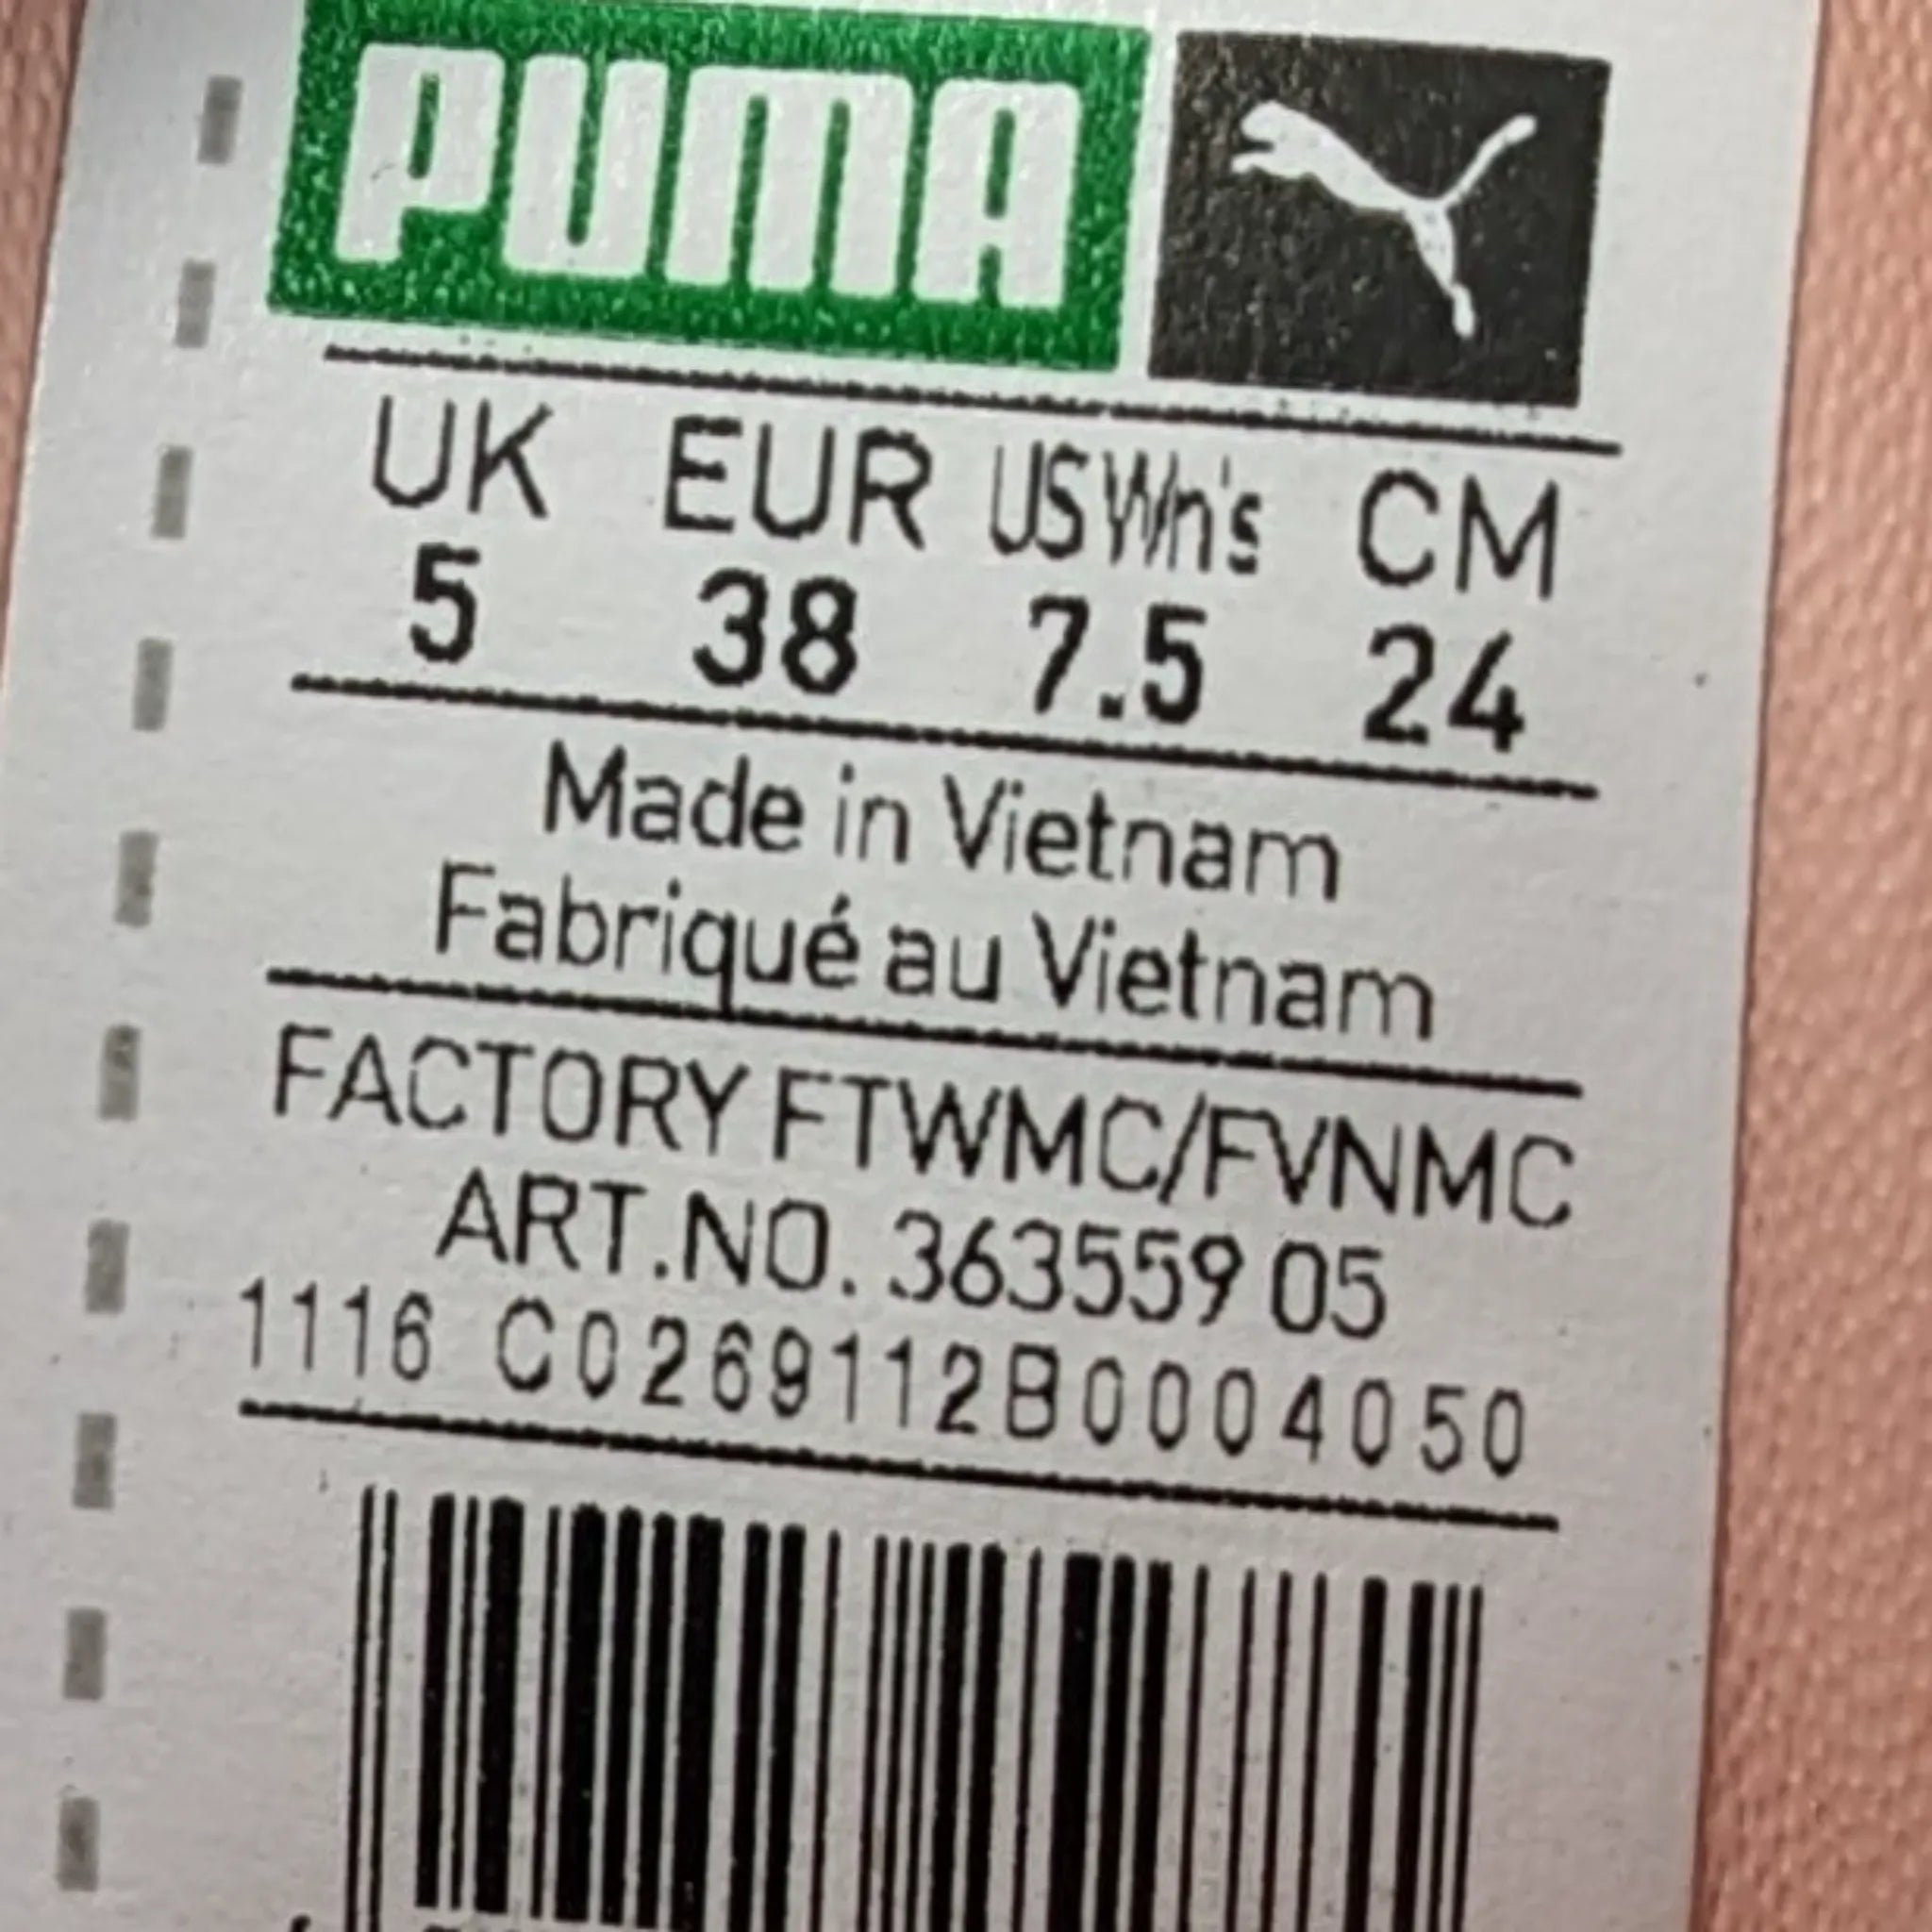 PUMA
UK EUR US Wn's CM
5 38 7.5 24
Made in Vietnam
Fabriqué au Vietnam
FACTORY FTWMC/FVNMC
ART.NO. 363559 05
1116 C0269112B0004050